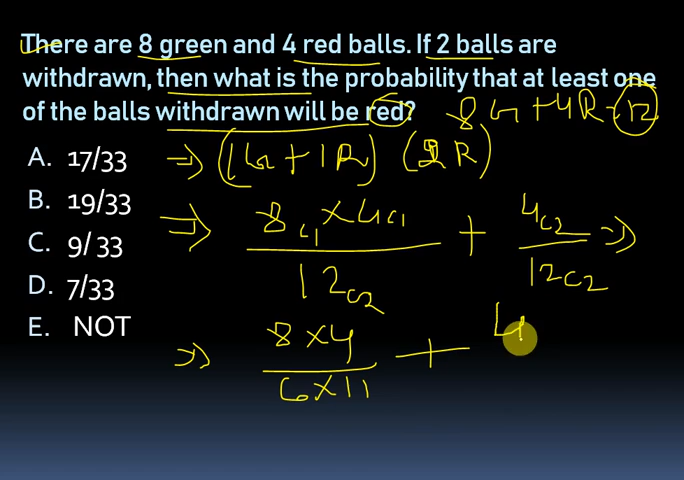 There are 8 green and 4 red balls. If 2 balls are
withdrawn, then what is the probability that at least one
of the balls withdrawn will be red?
8G+4R=12
A. 17/33
⇒ (1G+1R) (2R)
B. 19/33
⇒ 8c1×4c1/12c2 + 4c2/12c2 ⇒
C. 9/ 33
D. 7/33
E. NOT
⇒ 8×4/6×11 + 4